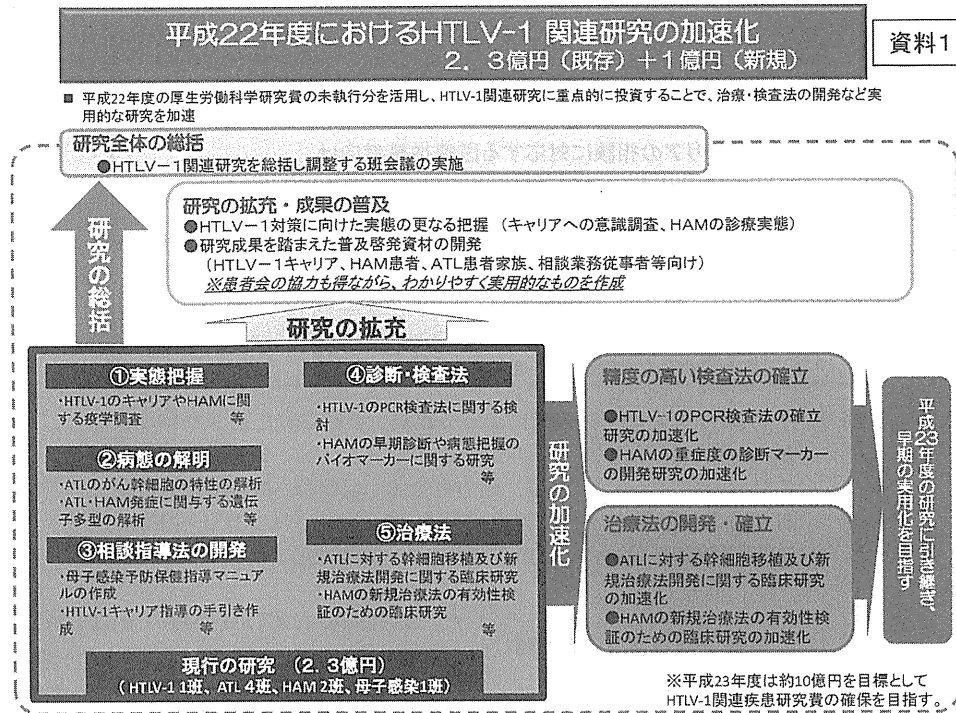 平成22年度におけるHTLV-1 関連研究の加速化
2．3億円（既存）＋1億円（新規）
資料1
■ 平成22年度の厚生労働科学研究費の未執行分を活用し、HTLV-1関連研究に重点的に投資することで、治療・検査法の開発など実
用的な研究を加速
研究全体の総括
●HTLV－1関連研究を総括し調整する班会議の実施
研究の総括
研究の拡充・成果の普及
●HTLV－1対策に向けた実態の更なる把握 （キャリアへの意識調査、HAMの診療実態）
●研究成果を踏まえた普及啓発資材の開発
（HTLV－1キャリア、HAM患者、ATL患者家族、相談業務従事者等向け）
※患者会の協力も得ながら、わかりやすく実用的なものを作成
研究の拡充
①実態把握
・HTLV-1のキャリアやHAMに関
する疫学調査 等
②病態の解明
・ATLのがん幹細胞の特性の解析
・ATL・HAM発症に関与する遺伝
子多型の解析 等
③相談指導法の開発
・母子感染予防保健指導マニュア
ルの作成
・HTLV-1キャリア指導の手引き作
成 等
④診断・検査法
・HTLV-1のPCR検査法に関する検
討
・HAMの早期診断や病態把握の
バイオマーカーに関する研究
等
⑤治療法
・ATLに対する幹細胞移植及び新
規治療法開発に関する臨床研究
・HAMの新規治療法の有効性検
証のための臨床研究
等
現行の研究 （2．3億円）
（HTLV-1 1班、ATL 4班、HAM 2班、母子感染1班）
研究の加速化
精度の高い検査法の確立
●HTLV-1のPCR検査法の確立
研究の加速化
●HAMの重症度の診断マーカー
の開発研究の加速化
治療法の開発・確立
●ATLに対する幹細胞移植及び新
規治療法開発に関する臨床研究
の加速化
●HAMの新規治療法の有効性検
証のための臨床研究の加速化
平成23年度の研究に引き継ぎ、
早期の実用化を目指す
※平成23年度は約10億円を目標として
HTLV-1関連疾患研究費の確保を目指す。